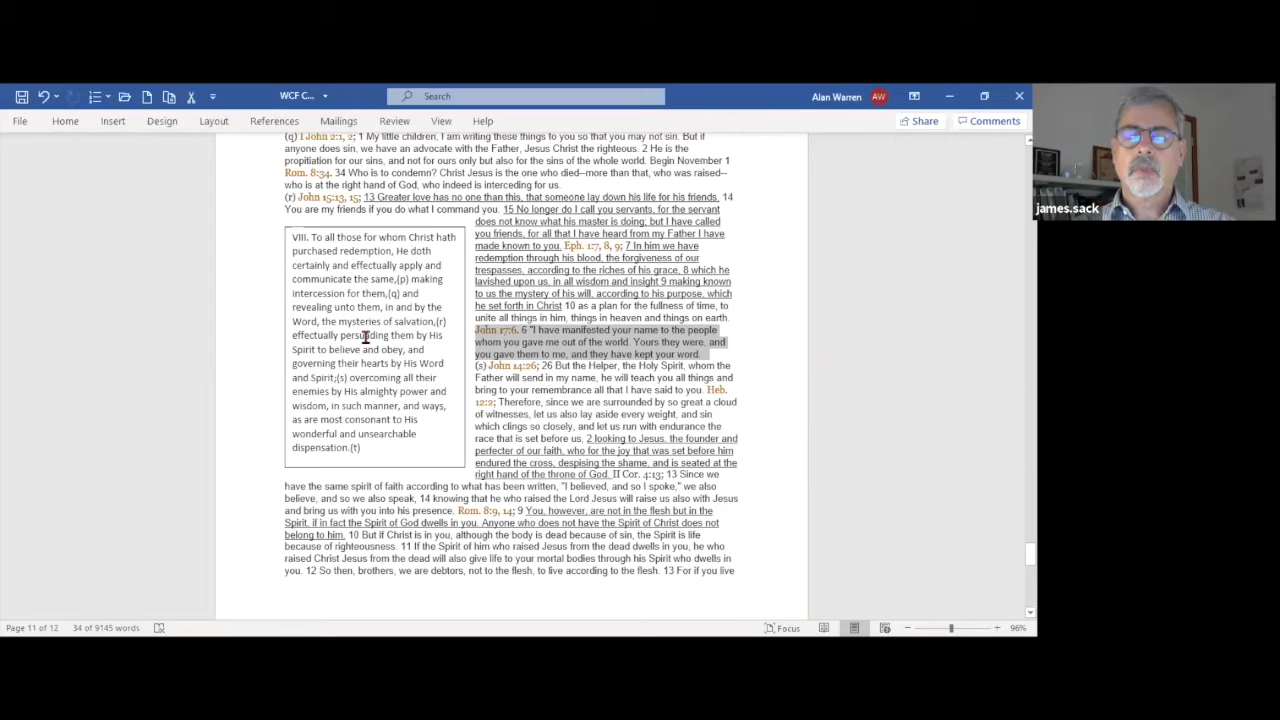 WCF C...
Search
Alan Warren
AW
File
Home
Insert
Design
Layout
References
Mailings
Review
View
Help
Share
Comments
james.sack
(q) I John 2:1, 2; 1 My little children, I am writing these things to you so that you may not sin. But if
anyone does sin, we have an advocate with the Father, Jesus Christ the righteous. 2 He is the
propitiation for our sins, and not for ours only but also for the sins of the whole world. Begin November 1
Rom. 8:34. 34 Who is to condemn? Christ Jesus is the one who died--more than that, who was raised--
who is at the right hand of God, who indeed is interceding for us.
(r) John 15:13, 15; 13 Greater love has no one than this, that someone lay down his life for his friends. 14
You are my friends if you do what I command you. 15 No longer do I call you servants, for the servant
does not know what his master is doing; but I have called
you friends, for all that I have heard from my Father I have
made known to you. Eph. 1:7, 8, 9; 7 In him we have
redemption through his blood, the forgiveness of our
trespasses, according to the riches of his grace, 8 which he
lavished upon us, in all wisdom and insight 9 making known
to us the mystery of his will, according to his purpose, which
he set forth in Christ 10 as a plan for the fullness of time, to
unite all things in him, things in heaven and things on earth.
John 17:6. 6 "I have manifested your name to the people
whom you gave me out of the world. Yours they were, and
you gave them to me, and they have kept your word.
(s) John 14:26; 26 But the Helper, the Holy Spirit, whom the
Father will send in my name, he will teach you all things and
bring to your remembrance all that I have said to you. Heb.
12:2; Therefore, since we are surrounded by so great a cloud
of witnesses, let us also lay aside every weight, and sin
which clings so closely, and let us run with endurance the
race that is set before us, 2 looking to Jesus, the founder and
perfecter of our faith, who for the joy that was set before him
endured the cross, despising the shame, and is seated at the
right hand of the throne of God. II Cor. 4:13; 13 Since we
VIII. To all those for whom Christ hath
purchased redemption, He doth
certainly and effectually apply and
communicate the same,(p) making
intercession for them,(q) and
revealing unto them, in and by the
Word, the mysteries of salvation,(r)
effectually persuading them by His
Spirit to believe and obey, and
governing their hearts by His Word
and Spirit;(s) overcoming all their
enemies by His almighty power and
wisdom, in such manner, and ways,
as are most consonant to His
wonderful and unsearchable
dispensation.(t)
have the same spirit of faith according to what has been written, "I believed, and so I spoke," we also
believe, and so we also speak, 14 knowing that he who raised the Lord Jesus will raise us also with Jesus
and bring us with you into his presence. Rom. 8:9, 14; 9 You, however, are not in the flesh but in the
Spirit, if in fact the Spirit of God dwells in you. Anyone who does not have the Spirit of Christ does not
belong to him. 10 But if Christ is in you, although the body is dead because of sin, the Spirit is life
because of righteousness. 11 If the Spirit of him who raised Jesus from the dead dwells in you, he who
raised Christ Jesus from the dead will also give life to your mortal bodies through his Spirit who dwells in
you. 12 So then, brothers, we are debtors, not to the flesh, to live according to the flesh. 13 For if you live
Page 11 of 12
34 of 9145 words
Focus
96%